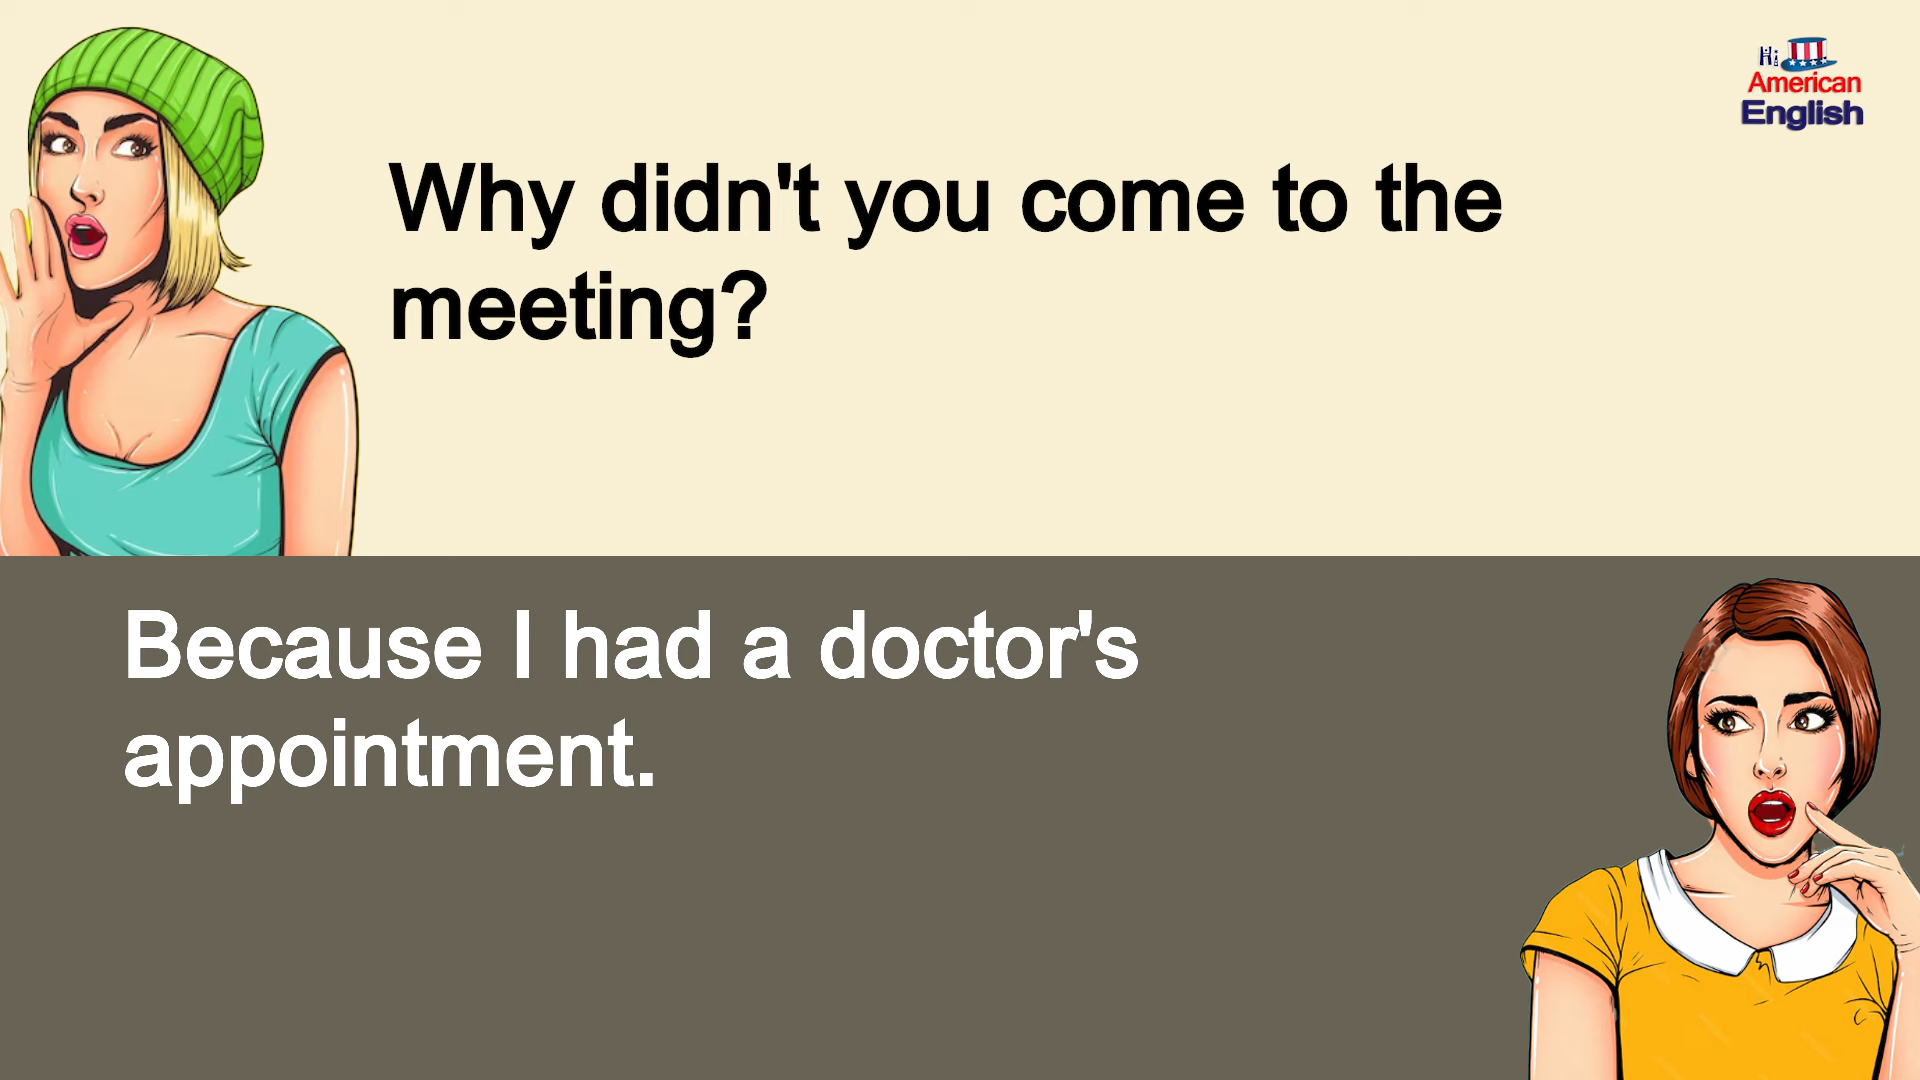 Hi
American
English
Why didn't you come to the
meeting?
Because I had a doctor's
appointment.